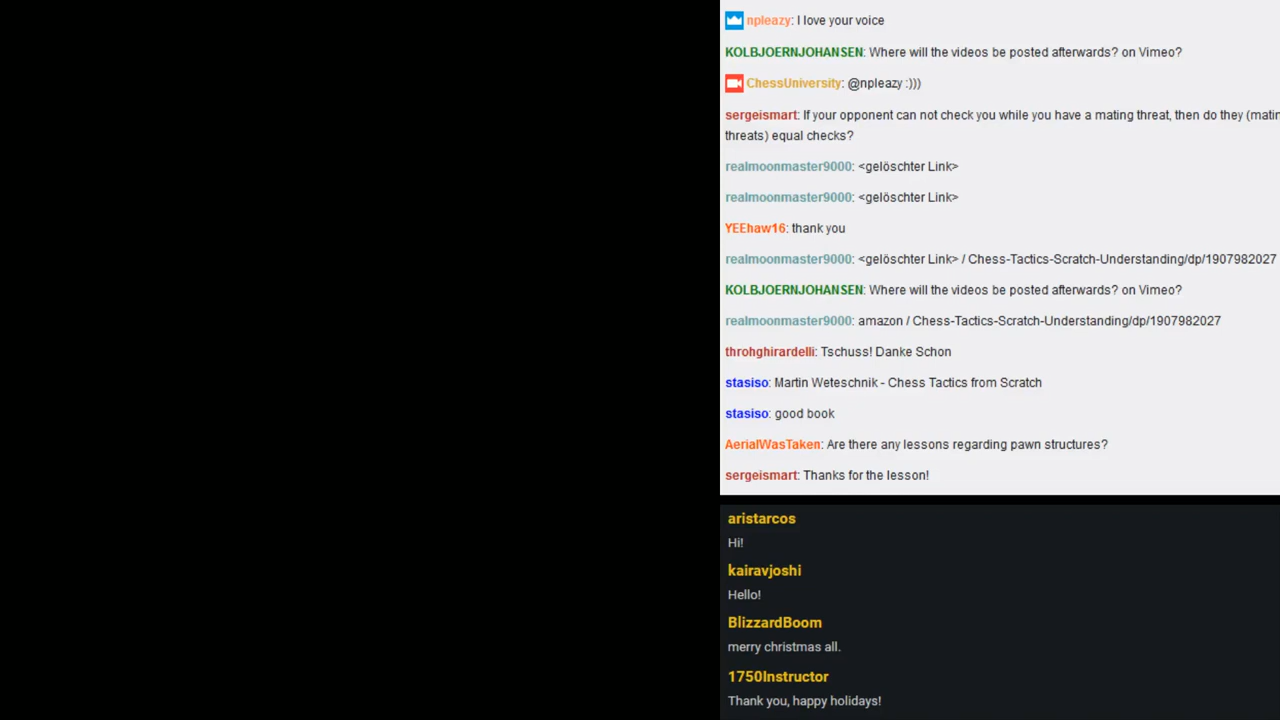 npleazy: I love your voice
KOLBJOERNJOHANSEN: Where will the videos be posted afterwards? on Vimeo?
ChessUniversity: @npleazy :)))
sergeismart: If your opponent can not check you while you have a mating threat, then do they (matin
threats) equal checks?
realmoonmaster9000: <gelöschter Link>
realmoonmaster9000: <gelöschter Link>
YEEhaw16: thank you
realmoonmaster9000: <gelöschter Link> / Chess-Tactics-Scratch-Understanding/dp/1907982027
KOLBJOERNJOHANSEN: Where will the videos be posted afterwards? on Vimeo?
realmoonmaster9000: amazon / Chess-Tactics-Scratch-Understanding/dp/1907982027
throhghirardelli: Tschuss! Danke Schon
stasiso: Martin Weteschnik - Chess Tactics from Scratch
stasiso: good book
AerialWasTaken: Are there any lessons regarding pawn structures?
sergeismart: Thanks for the lesson!
aristarcos
Hi!
kairavjoshi
Hello!
BlizzardBoom
merry christmas all.
1750Instructor
Thank you, happy holidays!